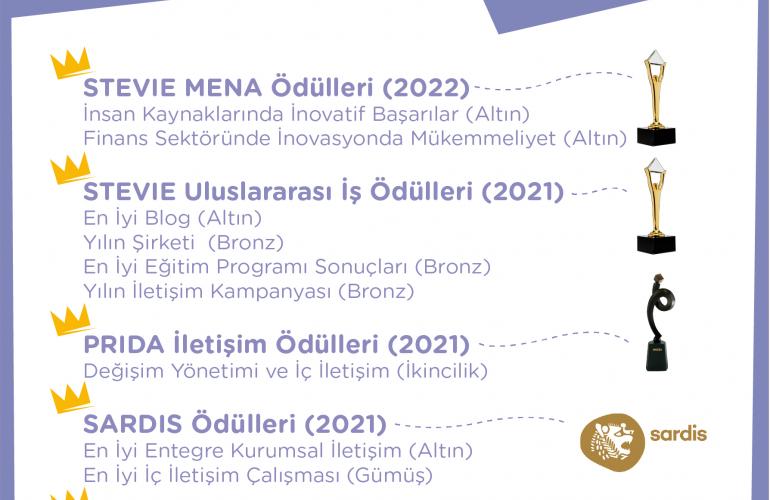 STEVIE MENA Ödülleri (2022)
İnsan Kaynaklarında İnovatif Başarılar (Altın)
Finans Sektöründe İnovasyonda Mükemmeliyet (Altın)
STEVIE Uluslararası İş Ödülleri (2021)
En İyi Blog (Altın)
Yılın Şirketi (Bronz)
En İyi Eğitim Programı Sonuçları (Bronz)
Yılın İletişim Kampanyası (Bronz)
PRIDA İletişim Ödülleri (2021)
Değişim Yönetimi ve İç İletişim (İkincilik)
SARDIS Ödülleri (2021)
sardis
En İyi Entegre Kurumsal İletişim (Altın)
En İyi İç İletişim Çalışması (Gümüş)